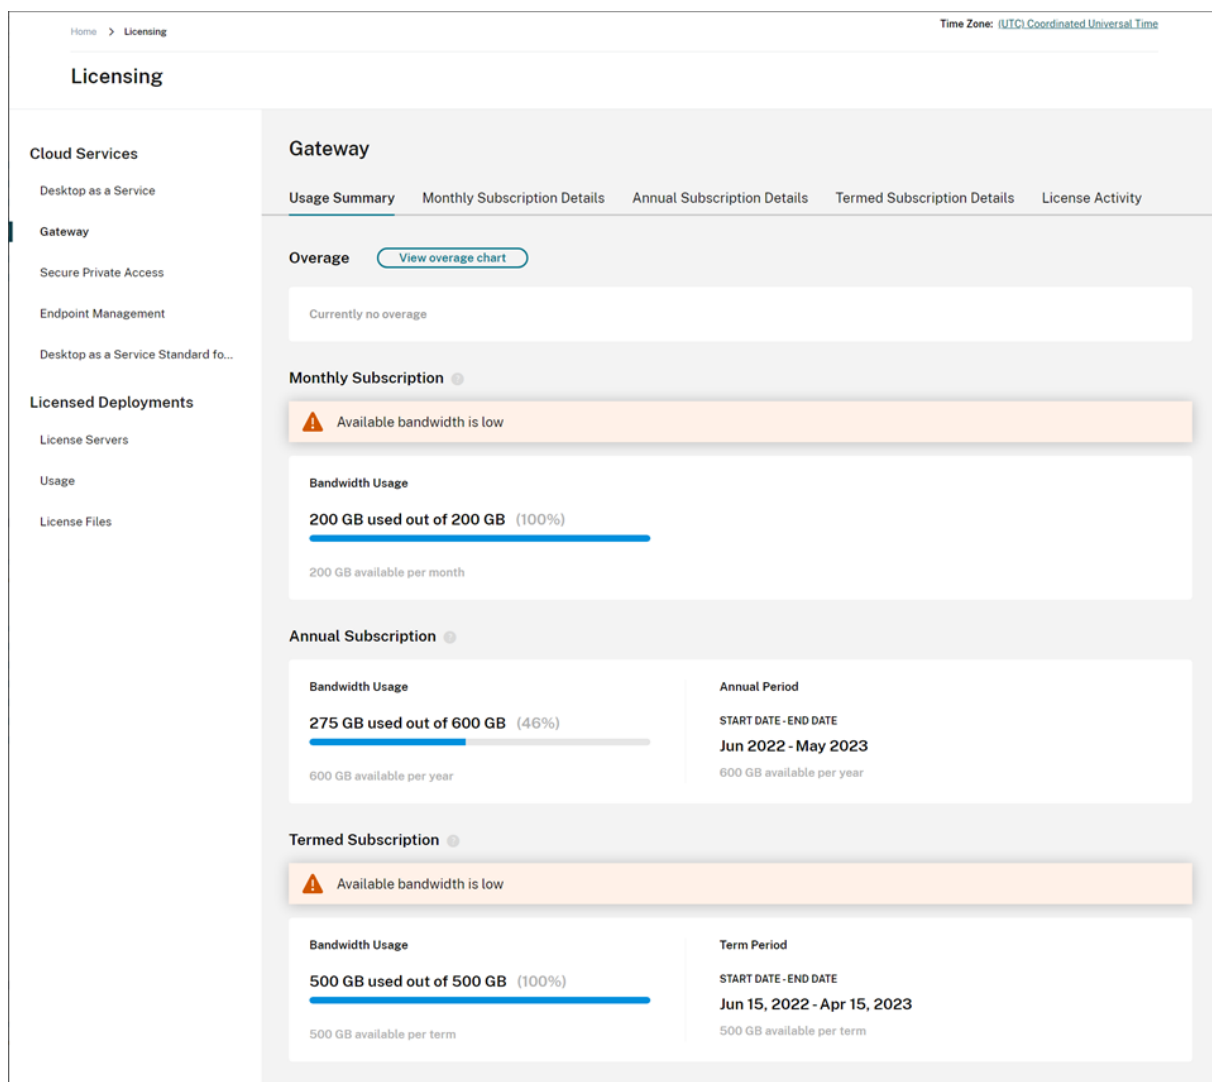 Home > Licensing
Time Zone: (UTC) Coordinated Universal Time
Licensing
Cloud Services
Desktop as a Service
Gateway
Secure Private Access
Endpoint Management
Desktop as a Service Standard fo...
Licensed Deployments
License Servers
Usage
License Files
Gateway
Usage Summary Monthly Subscription Details Annual Subscription Details Termed Subscription Details License Activity
Overage View overage chart
Currently no overage
Monthly Subscription ?
Available bandwidth is low
Bandwidth Usage
200 GB used out of 200 GB (100%)
200 GB available per month
Annual Subscription ?
Bandwidth Usage
275 GB used out of 600 GB (46%)
600 GB available per year
Annual Period
START DATE - END DATE
Jun 2022 - May 2023
600 GB available per year
Termed Subscription ?
Available bandwidth is low
Bandwidth Usage
500 GB used out of 500 GB (100%)
500 GB available per term
Term Period
START DATE - END DATE
Jun 15, 2022 - Apr 15, 2023
500 GB available per term